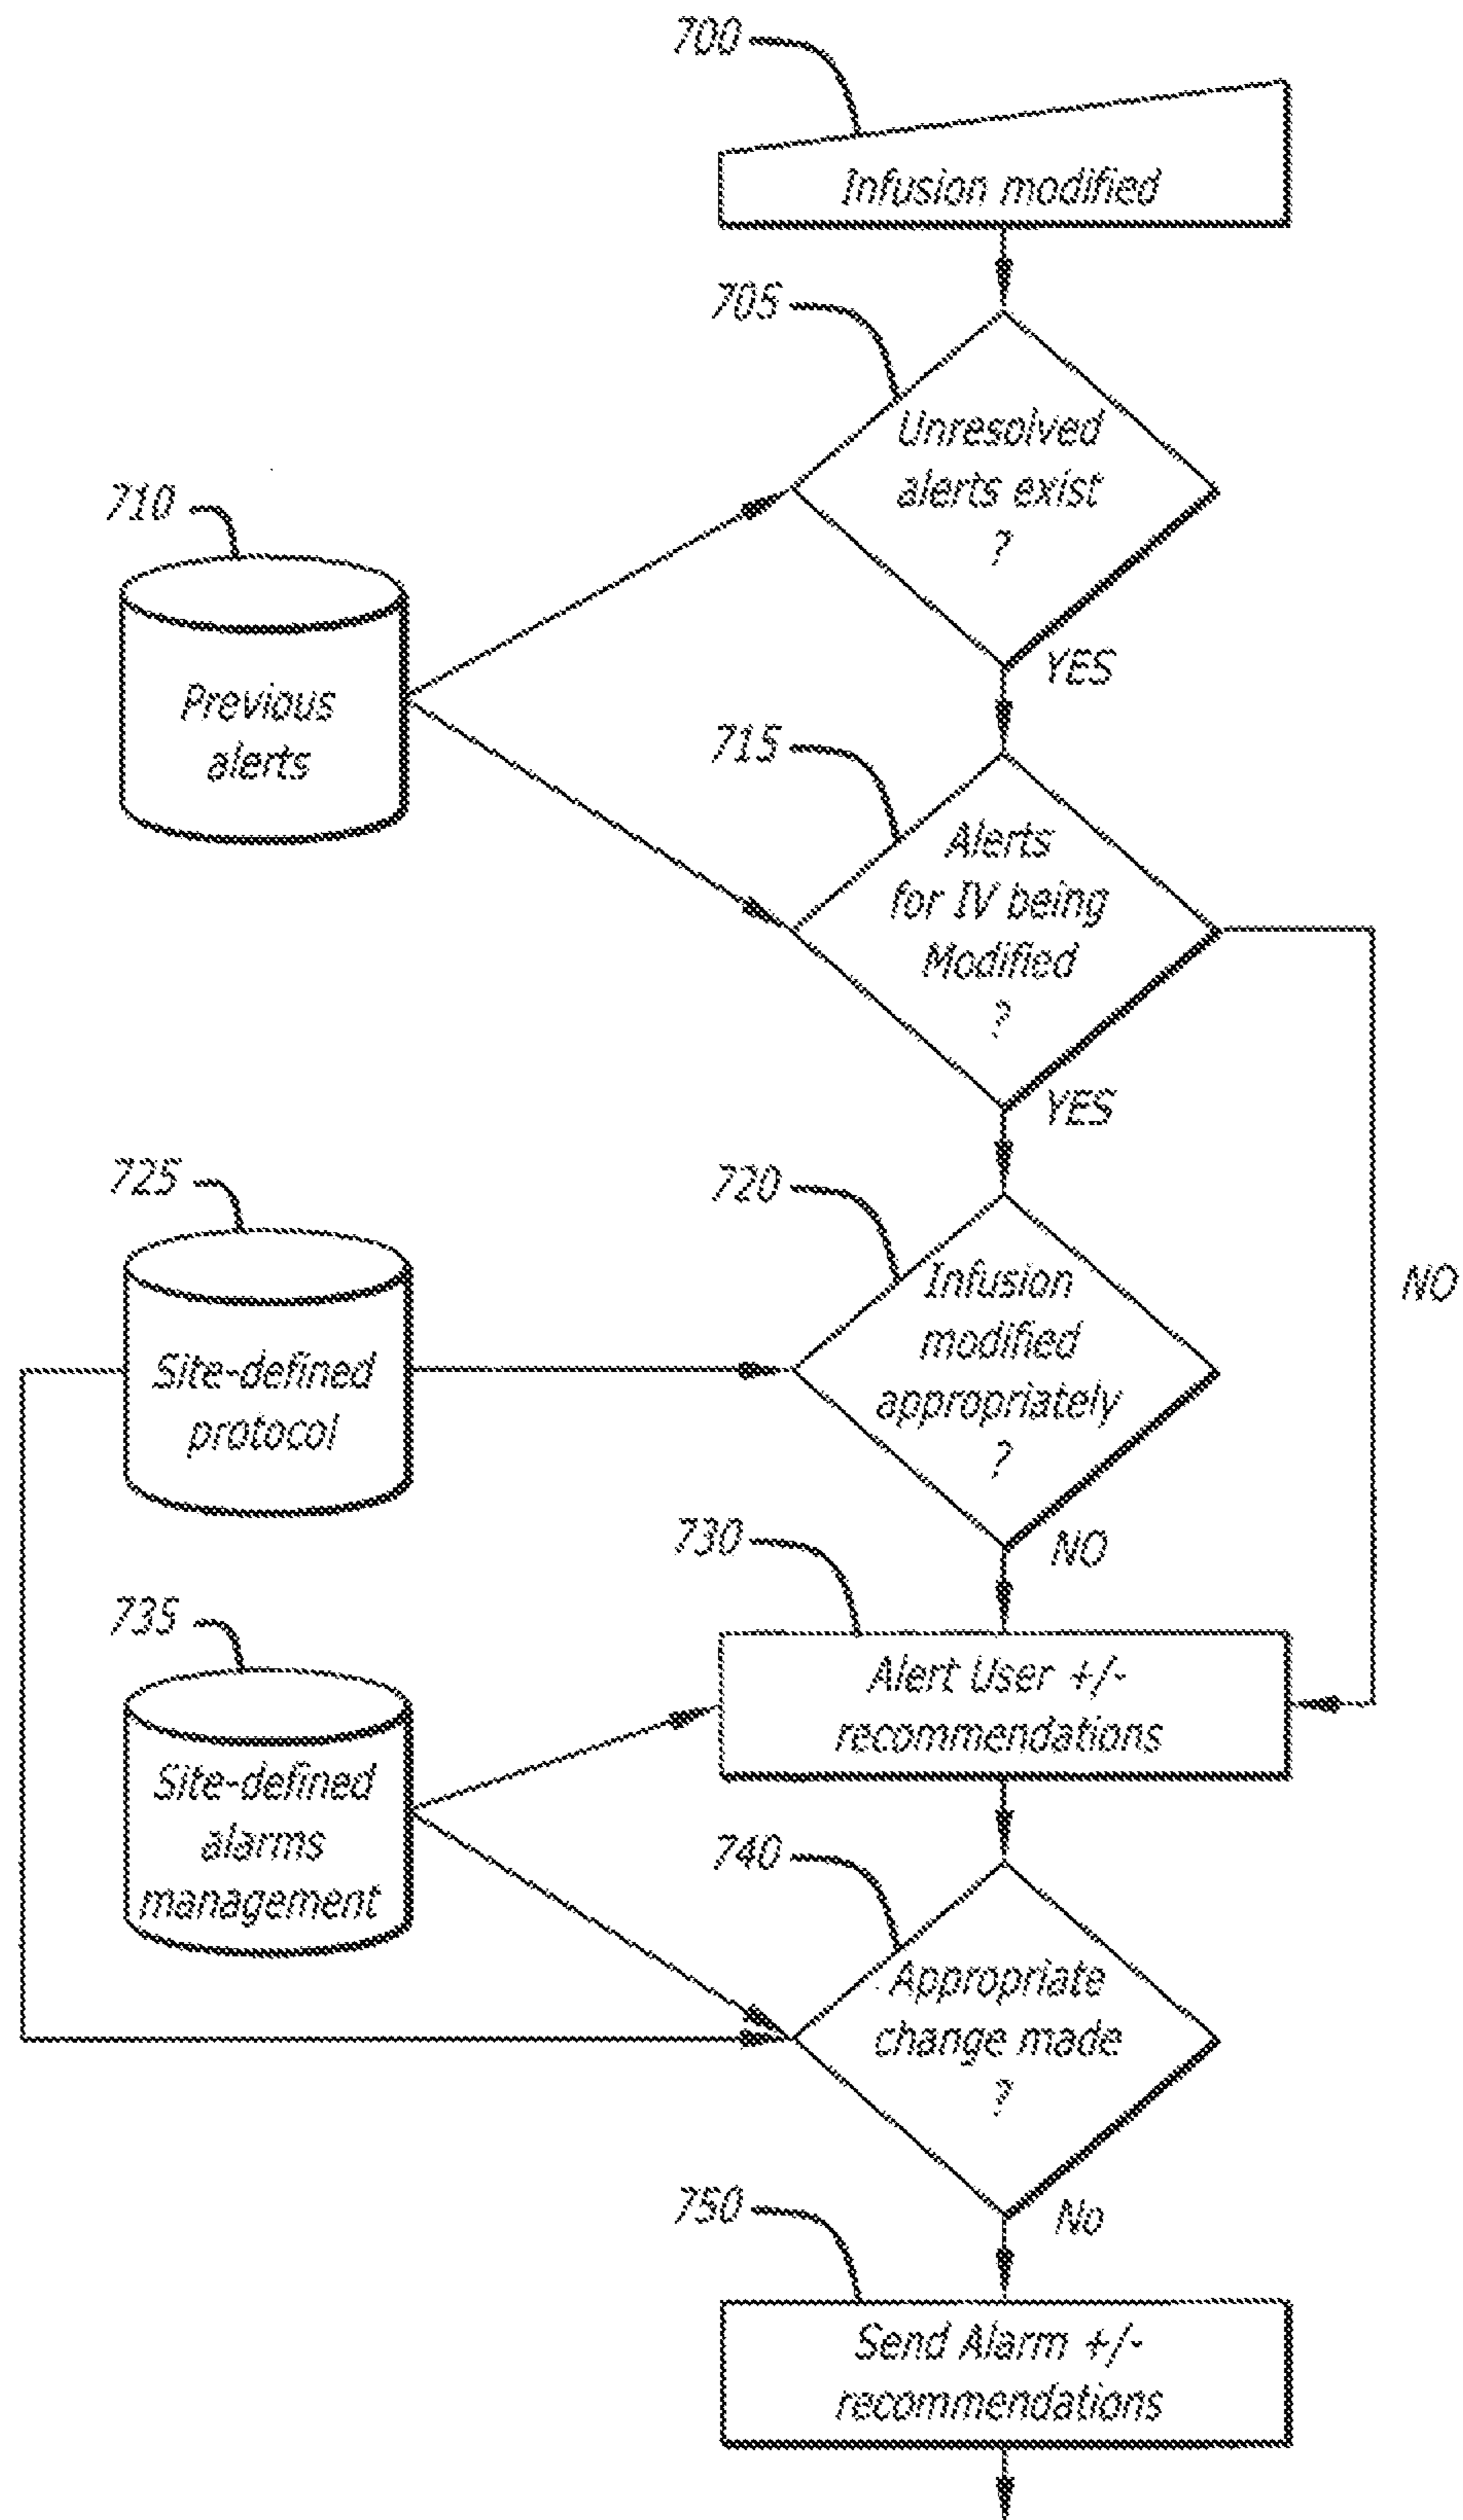 700
Infusion modified
705
Unresolved
alerts exist
?
710
Previous
alerts
YES
715
Alerts
for IV being
Modified
?
YES
725
Site-defined
protocol
720
Infusion
modified
appropriately
?
NO
NO
730
Alert User +/-
recommendations
735
Site-defined
alarms
management
740
Appropriate
change made
?
No
750
Send Alarm +/-
recommendations